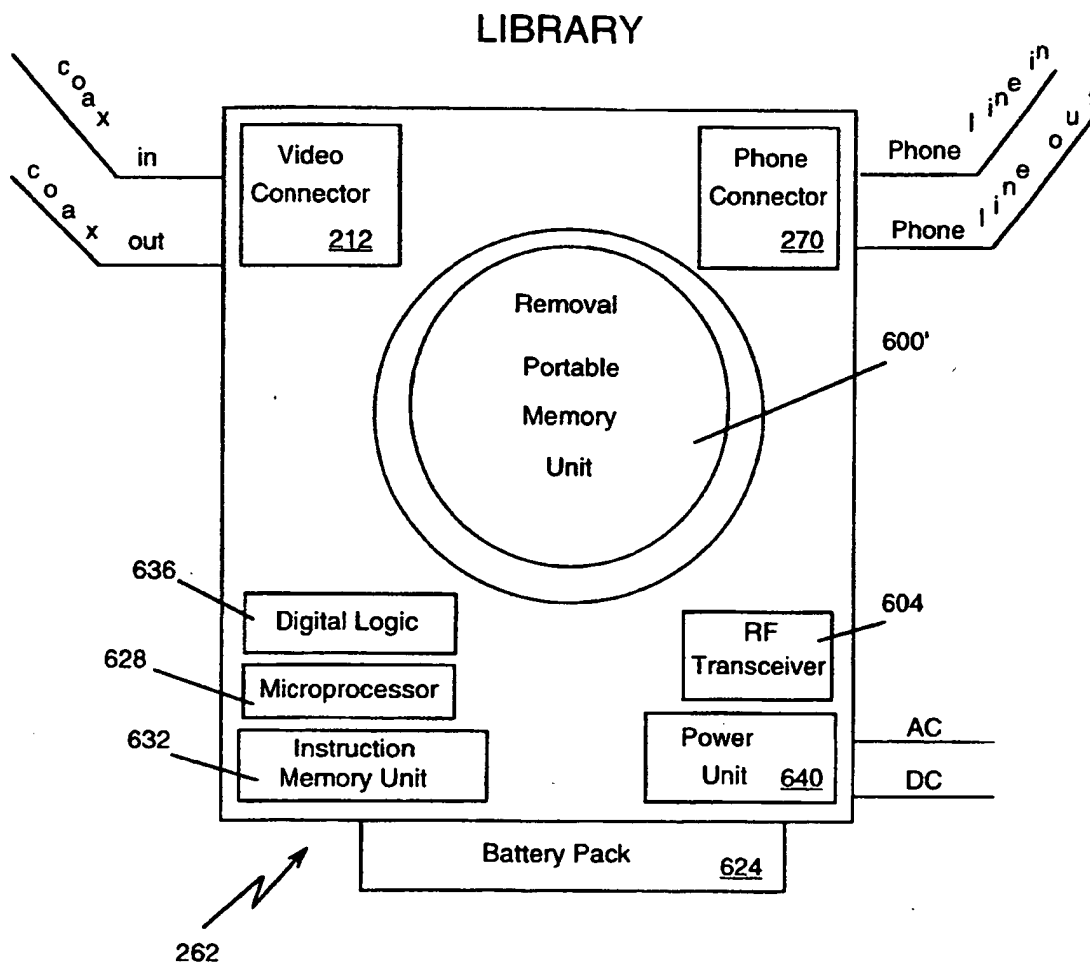 LIBRARY
coax in
coax out
Video
Connector
212
Phone
Connector
270
Phone line in
Phone line out
Removal
Portable
Memory
Unit
600'
636
Digital Logic
628
Microprocessor
632
Instruction
Memory Unit
604
RF
Transceiver
Power
Unit 640
AC
DC
Battery Pack 624
262